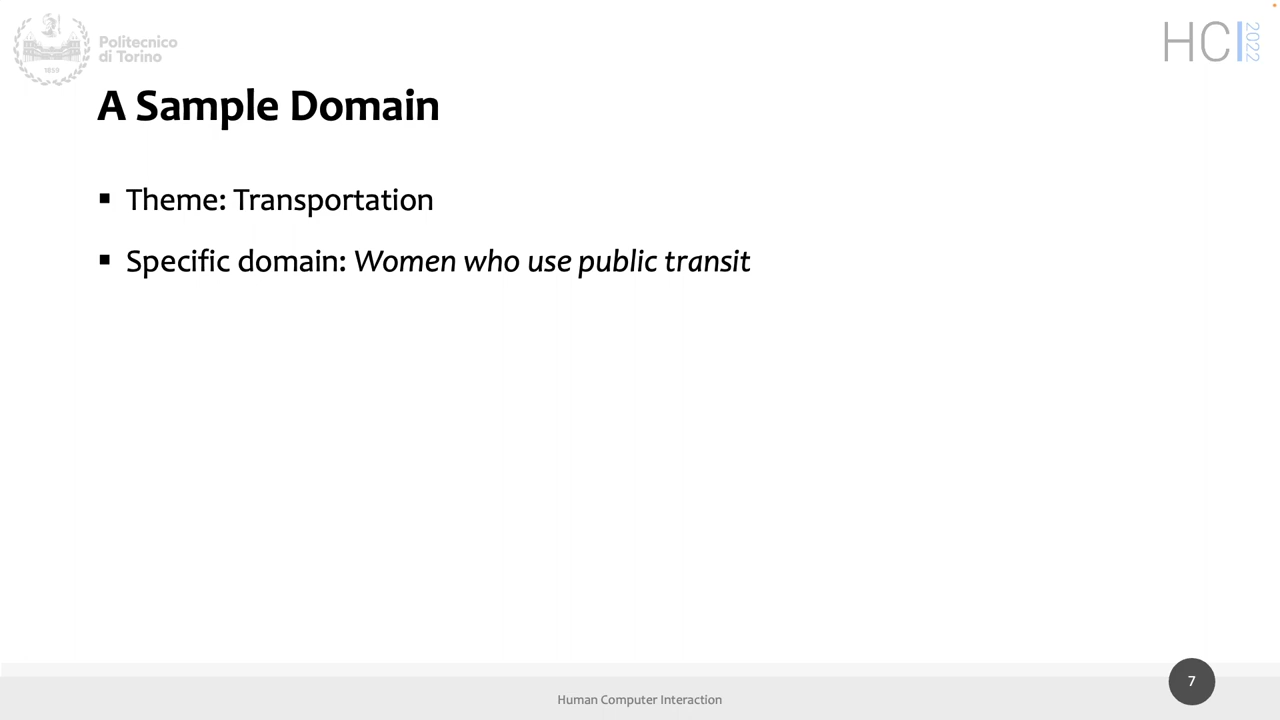 Politecnico
di Torino
1859
HCI 2022
A Sample Domain
▪ Theme: Transportation
▪ Specific domain: Women who use public transit
7
Human Computer Interaction